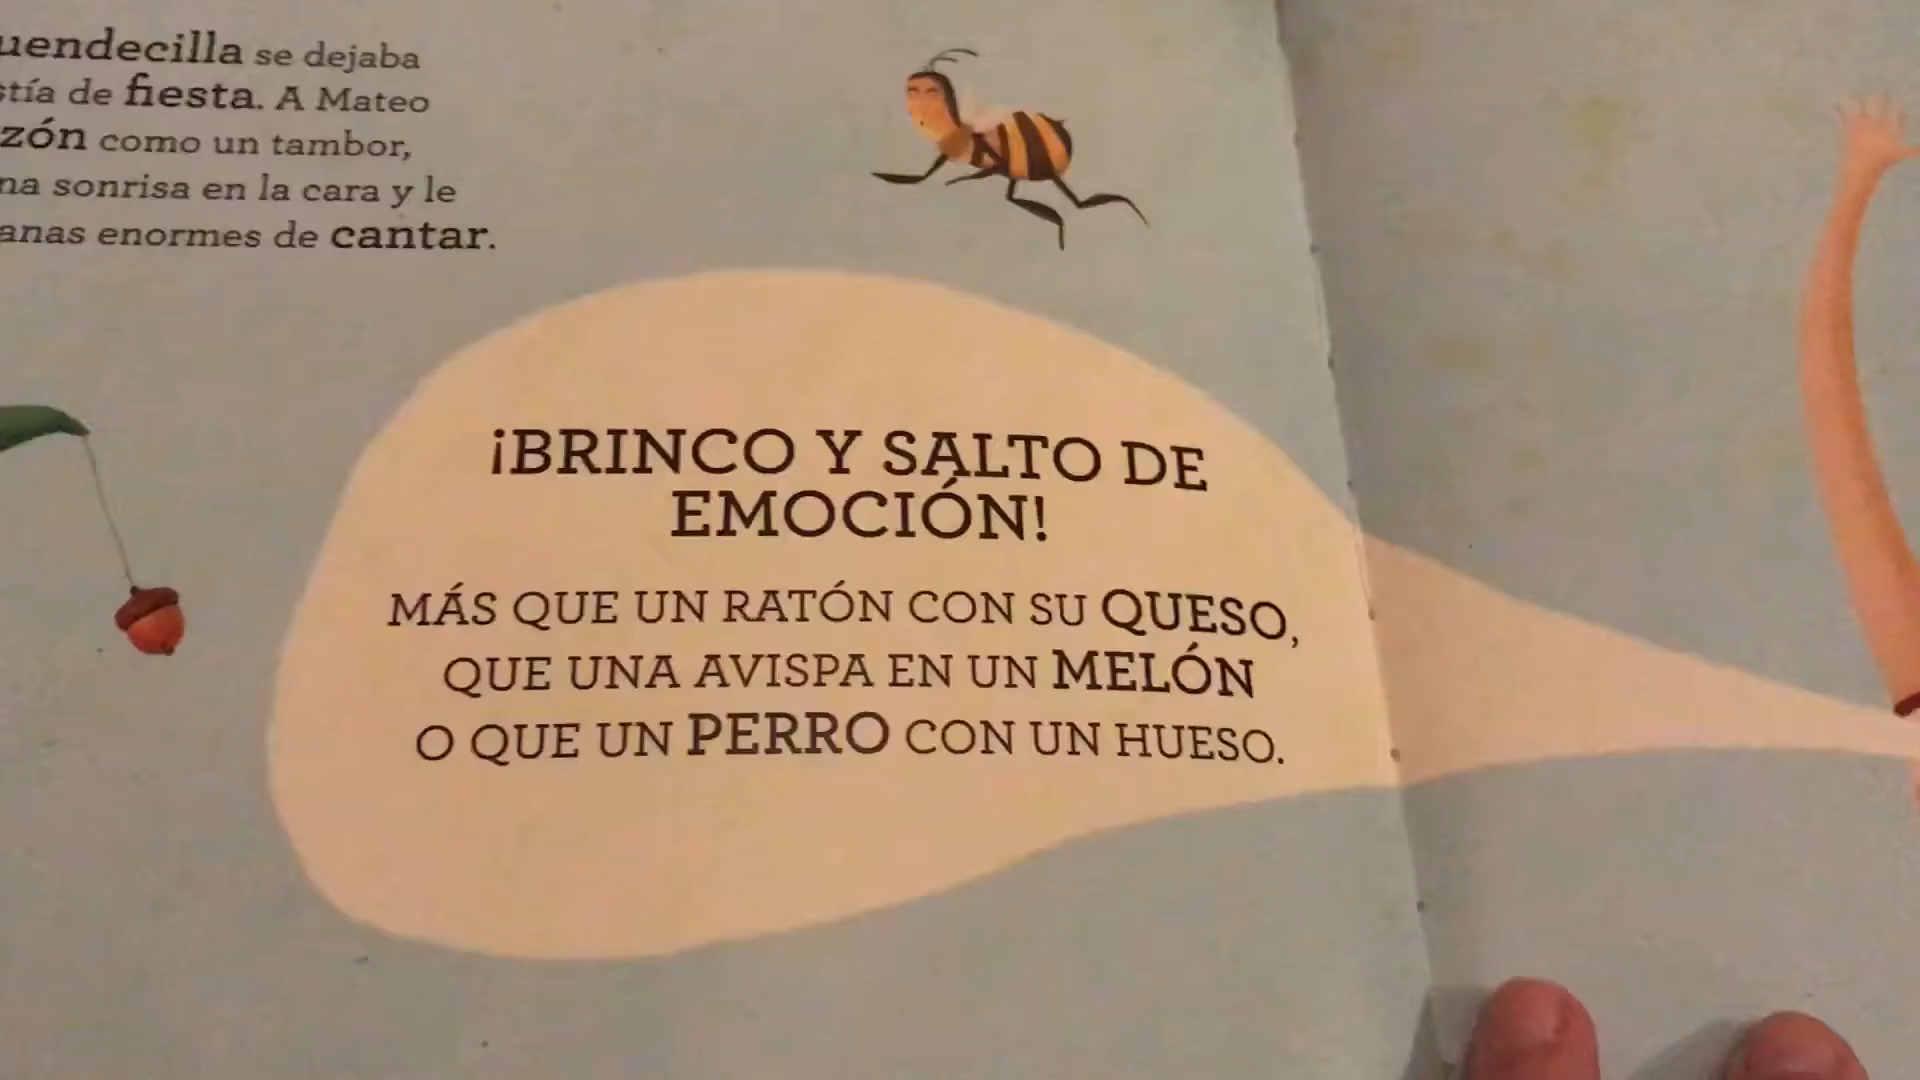 uendecilla se dejaba
stía de fiesta. A Mateo
zón como un tambor,
na sonrisa en la cara y le
anas enormes de cantar.
¡BRINCO Y SALTO DE
EMOCIÓN!
MÁS QUE UN RATÓN CON SU QUESO,
QUE UNA AVISPA EN UN MELÓN
O QUE UN PERRO CON UN HUESO.